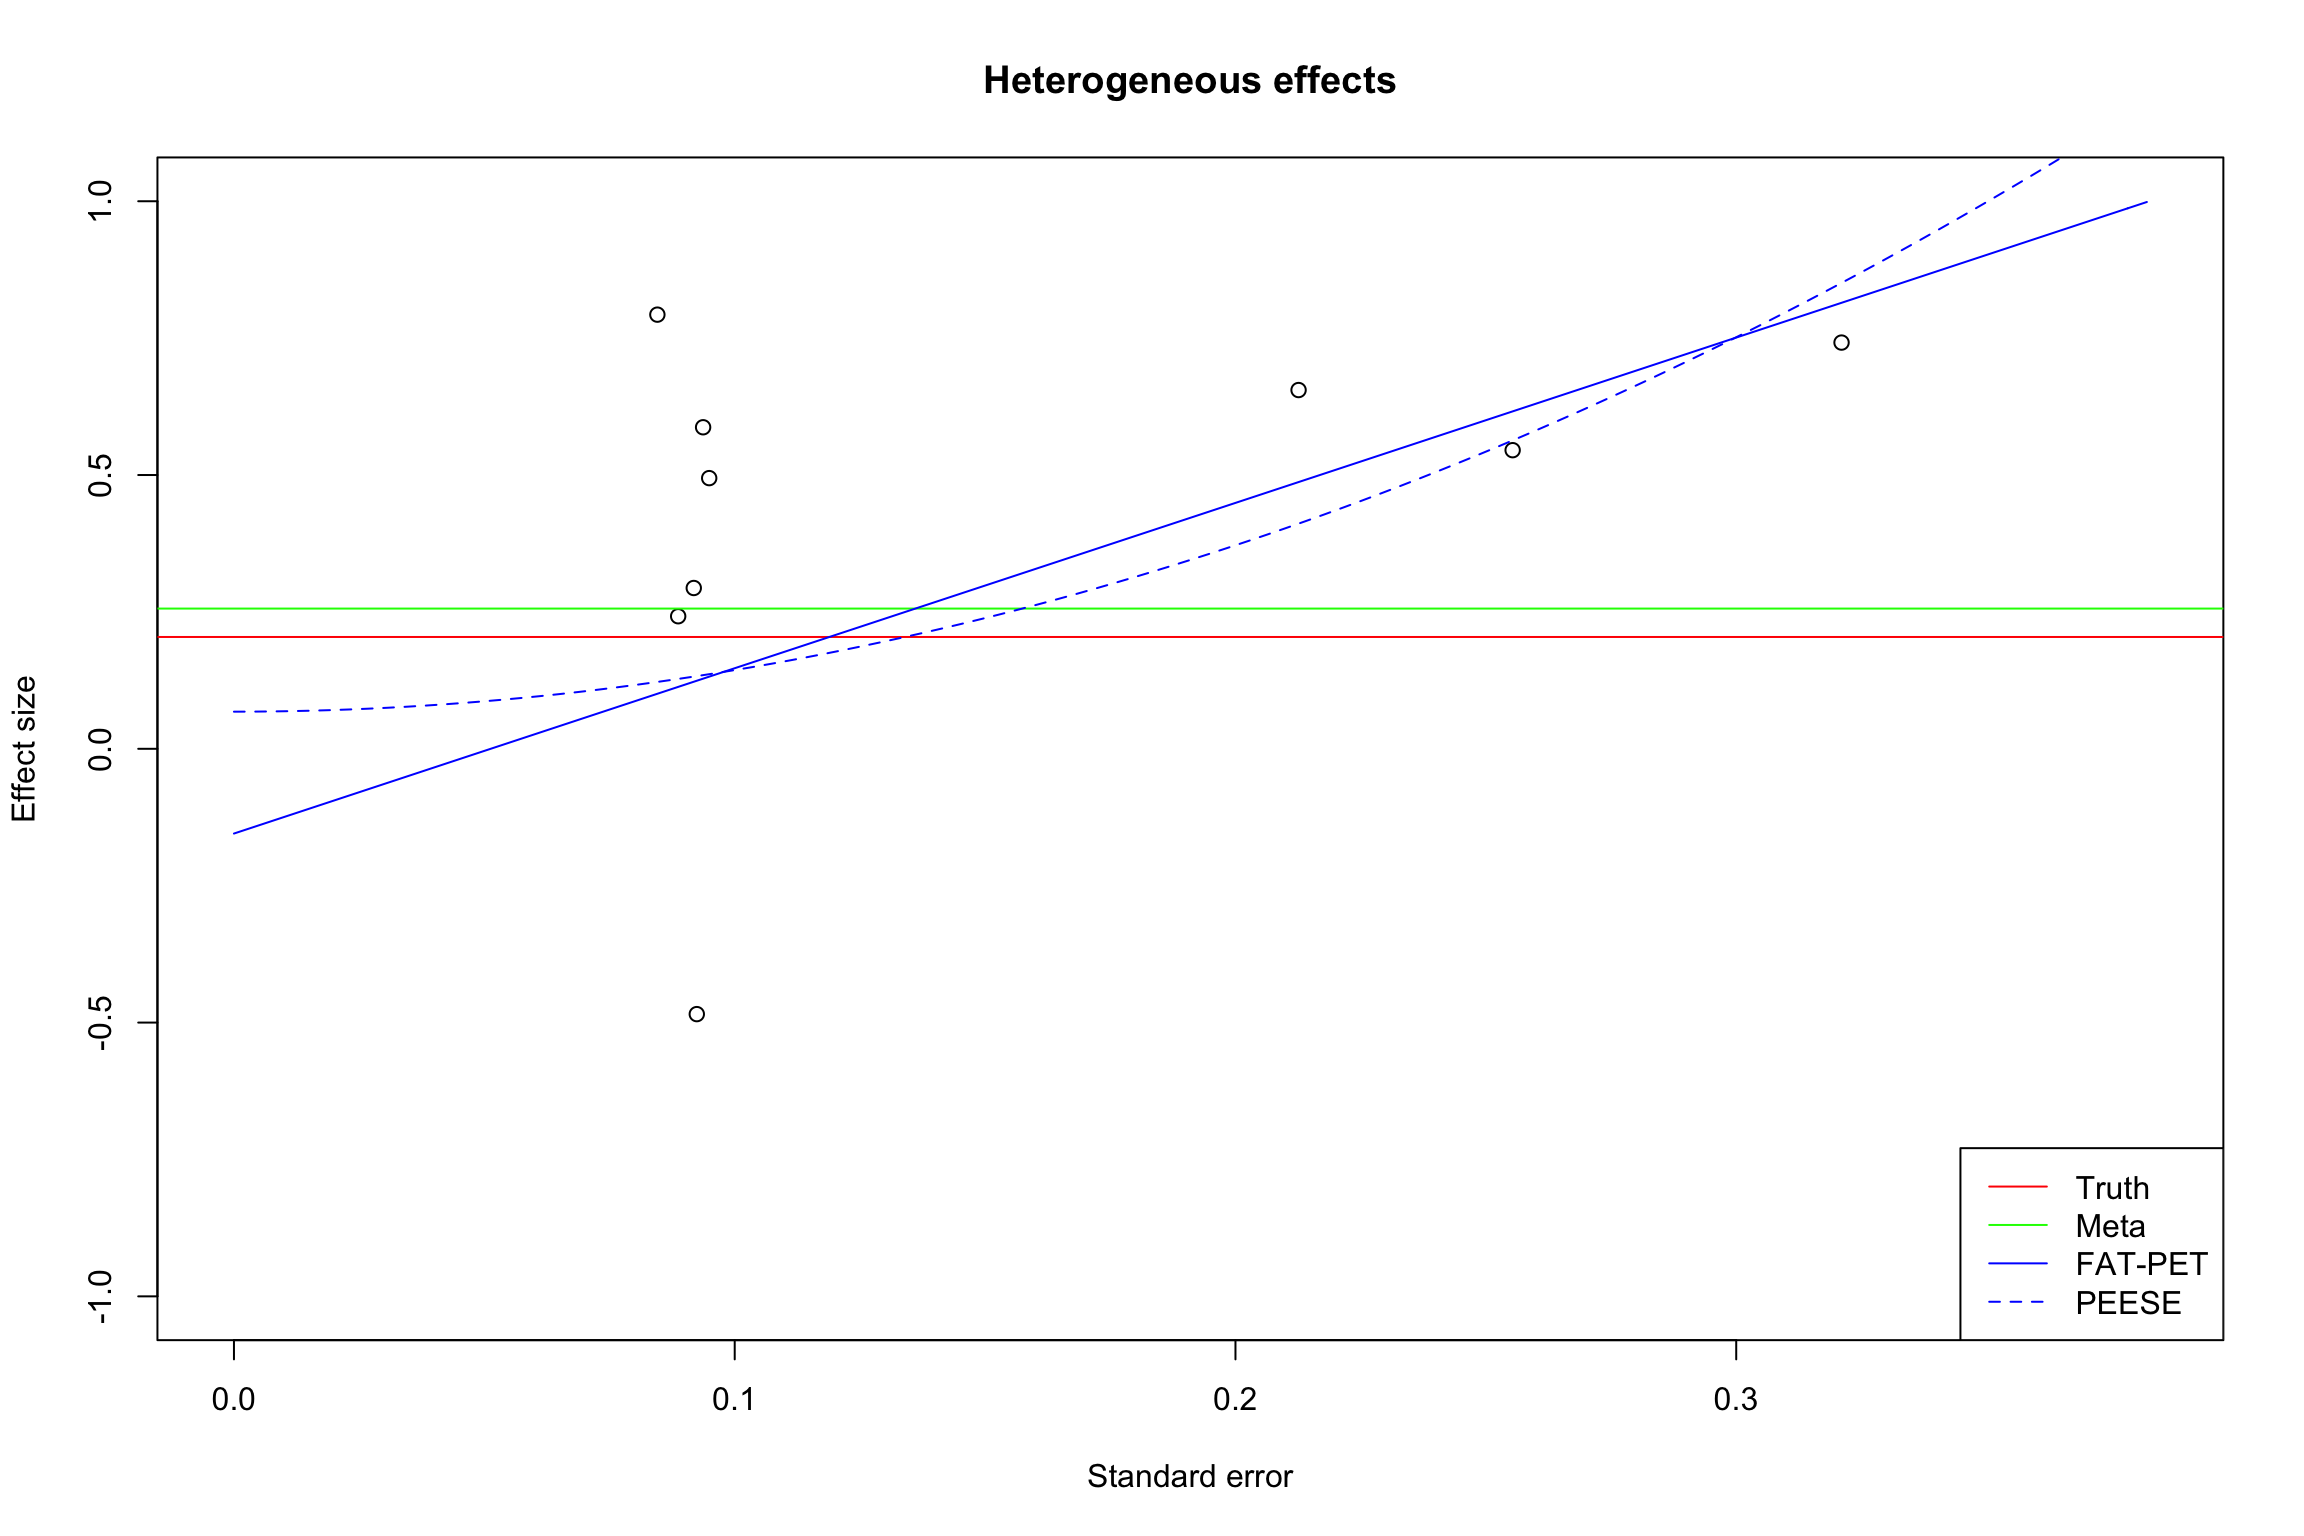 Heterogeneous effects
1.0
0.5
0.0
-0.5
-1.0
Effect size
0.0 0.1 0.2 0.3
Standard error
Truth
Meta
FAT-PET
PEESE